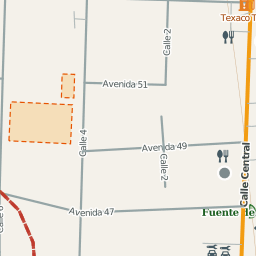 Texaco T
Calle 2
Avenida 51
Calle 4
Avenida 49
Calle 2
Calle Central
Avenida 47
Fuente de